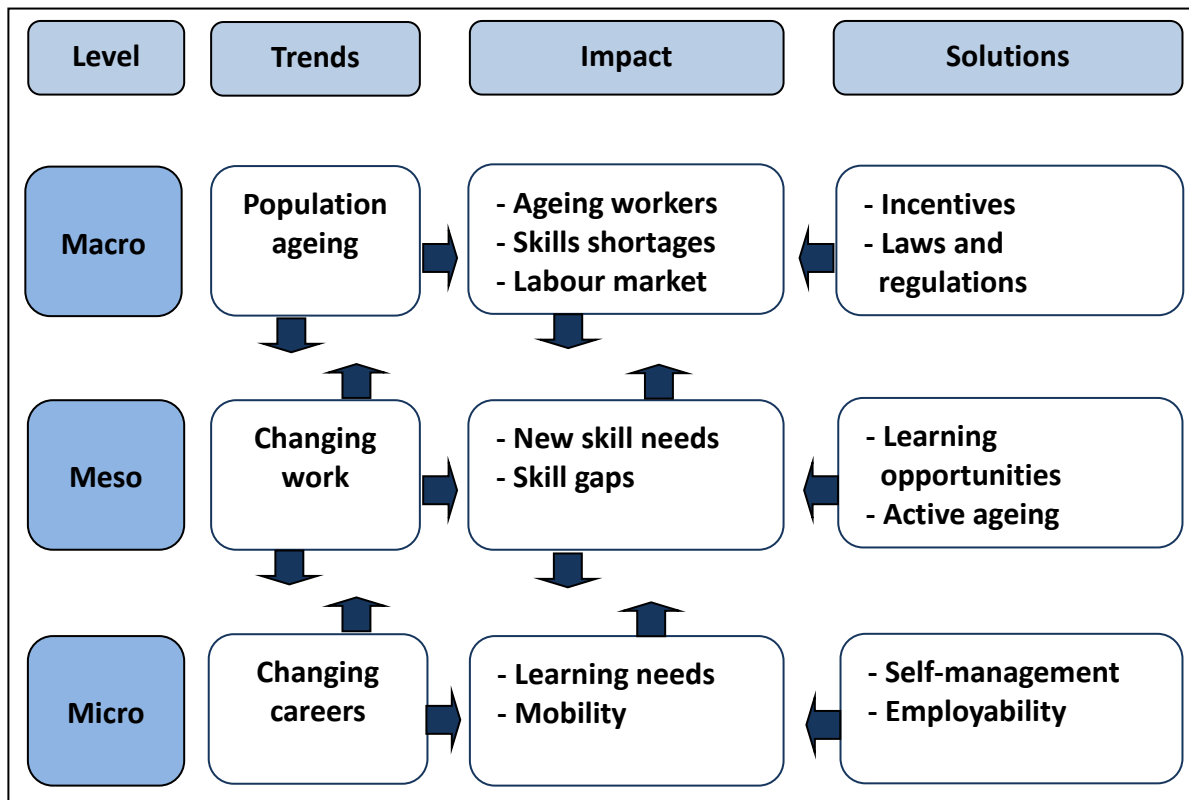 Level
Trends
Impact
Solutions
Macro
Population
ageing
- Ageing workers
- Skills shortages
- Labour market
- Incentives
- Laws and
regulations
Meso
Changing
work
- New skill needs
- Skill gaps
- Learning
opportunities
- Active ageing
Micro
Changing
careers
- Learning needs
- Mobility
- Self-management
- Employability